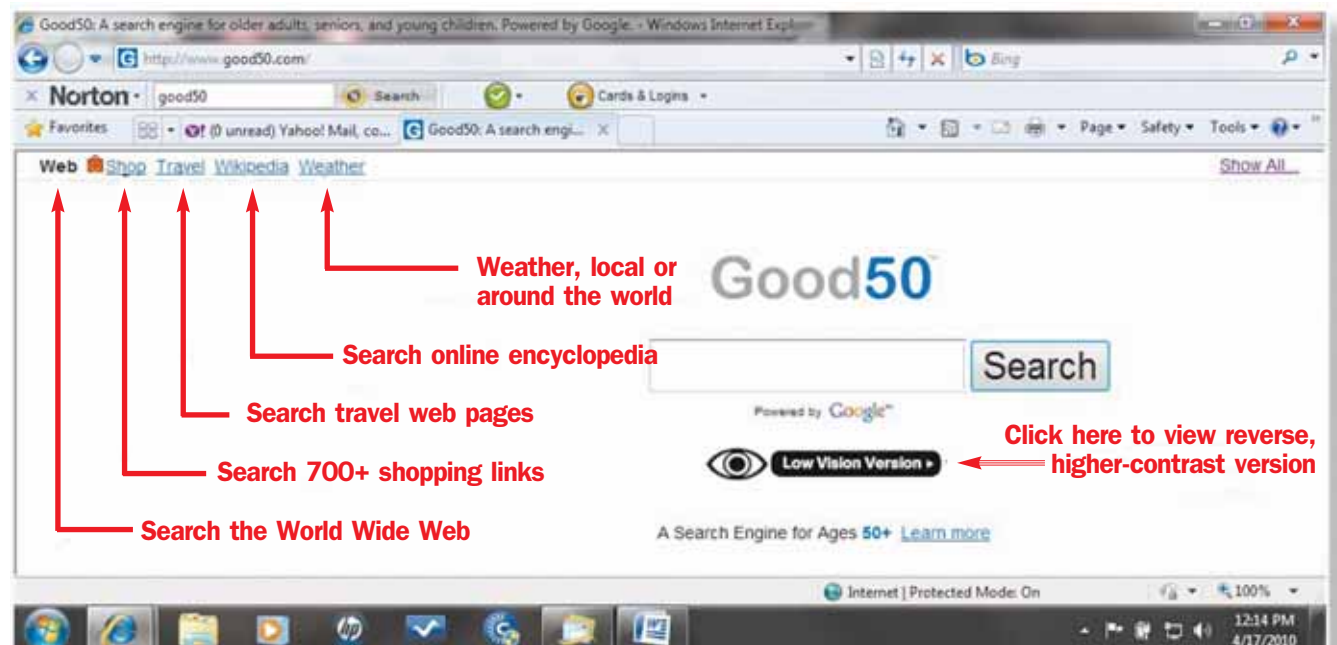 Good50: A search engine for older adults, seniors, and young children. Powered by Google. - Windows Internet Expl
http://www.good50.com/
Bing
Norton
good50
Search
Cards & Logins
Favorites
(0 unread) Yahoo! Mail, co...
Good50: A search engi...
Page
Safety
Tools
Web Shop Travel Wikipedia Weather
Show All...
Weather, local or
around the world
Good50
Search online encyclopedia
Search
Search travel web pages
Powered by Google™
Click here to view reverse,
higher-contrast version
Low Vision Version
Search 700+ shopping links
Search the World Wide Web
A Search Engine for Ages 50+ Learn more
Internet | Protected Mode: On
100%
hp
12:14 PM
4/17/2010